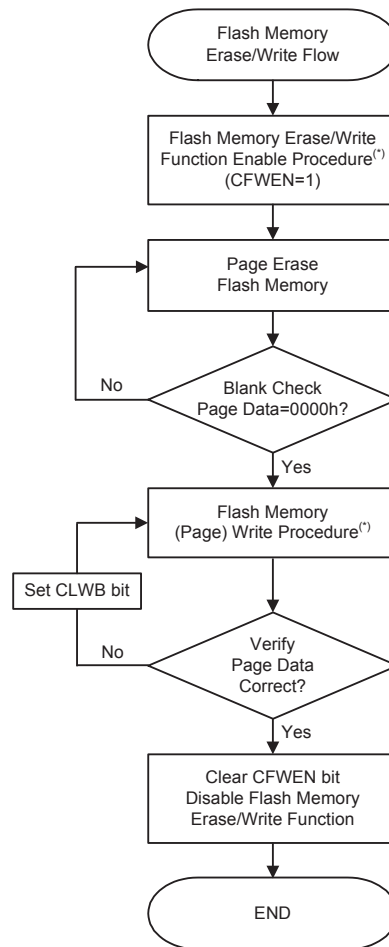 Flash Memory
Erase/Write Flow
Flash Memory Erase/Write
Function Enable Procedure(*)
(CFWEN=1)
Page Erase
Flash Memory
No
Blank Check
Page Data=0000h?
Yes
Flash Memory
(Page) Write Procedure(*)
Set CLWB bit
No
Verify
Page Data
Correct?
Yes
Clear CFWEN bit
Disable Flash Memory
Erase/Write Function
END